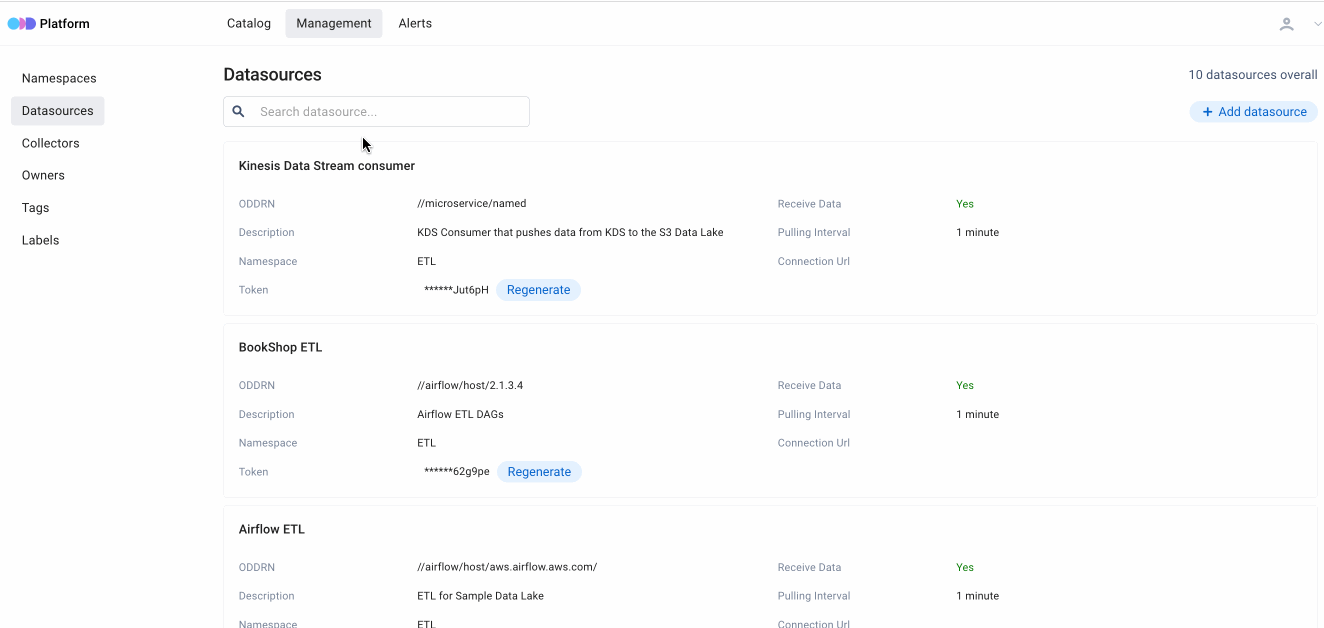 Platform Catalog Management Alerts
Namespaces
Datasources
Collectors
Owners
Tags
Labels
Datasources 10 datasources overall
Search datasource... + Add datasource
Kinesis Data Stream consumer
ODDRN //microservice/named Receive Data Yes
Description KDS Consumer that pushes data from KDS to the S3 Data Lake Pulling Interval 1 minute
Namespace ETL Connection Url
Token ******Jut6pH Regenerate
BookShop ETL
ODDRN //airflow/host/2.1.3.4 Receive Data Yes
Description Airflow ETL DAGs Pulling Interval 1 minute
Namespace ETL Connection Url
Token ******62g9pe Regenerate
Airflow ETL
ODDRN //airflow/host/aws.airflow.aws.com/ Receive Data Yes
Description ETL for Sample Data Lake Pulling Interval 1 minute
Namespace ETL Connection Url